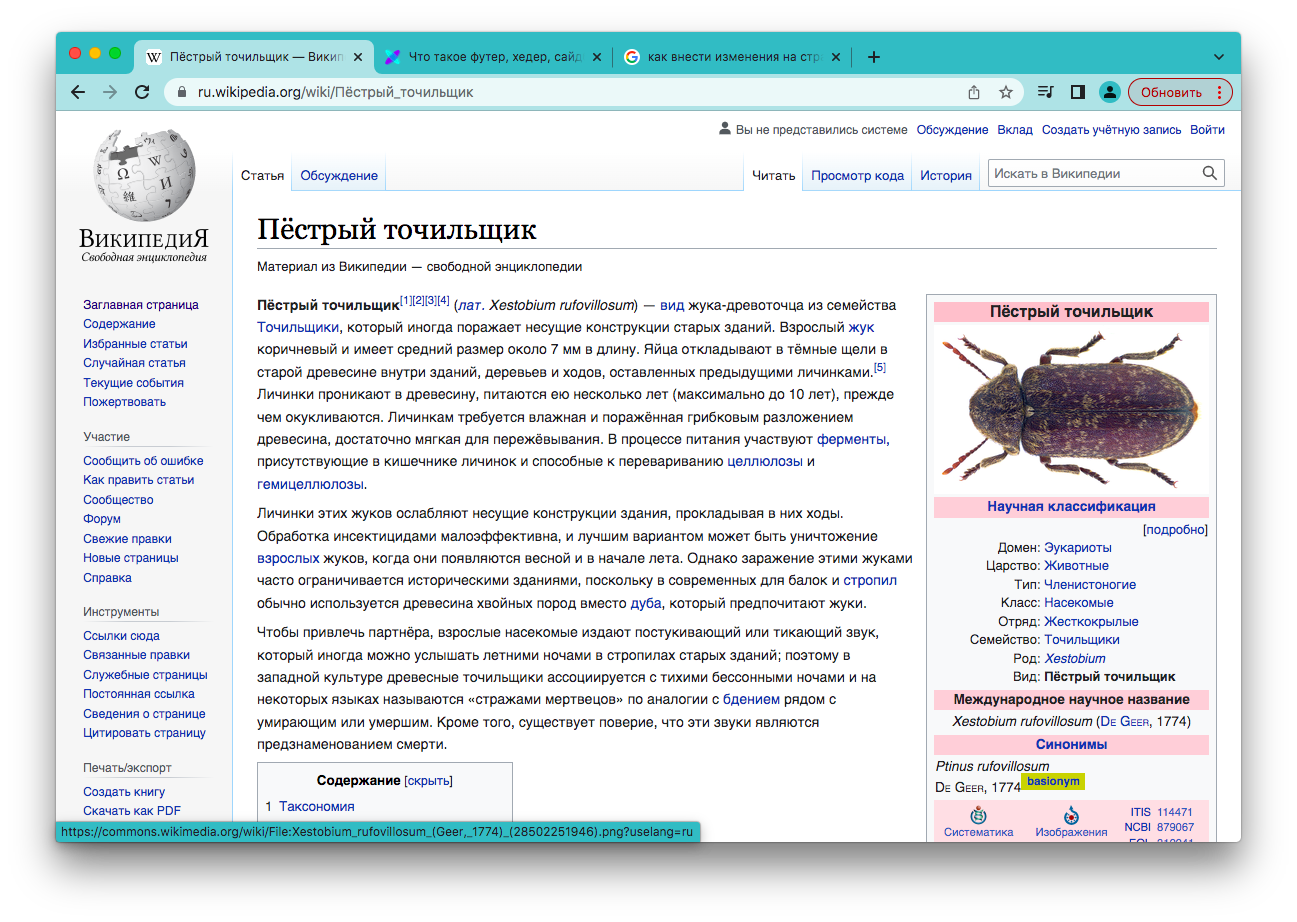 Пёстрый точильщик — Викип
Что такое футер, хедер, сайд
как внести изменения на стр
ru.wikipedia.org/wiki/Пёстрый_точильщик
Обновить
Вы не представились системе Обсуждение Вклад Создать учётную запись Войти
Статья Обсуждение Читать Просмотр кода История Искать в Википедии
ВикипедиЯ
Свободная энциклопедия
Заглавная страница
Содержание
Избранные статьи
Случайная статья
Текущие события
Пожертвовать
Участие
Сообщить об ошибке
Как править статьи
Сообщество
Форум
Свежие правки
Новые страницы
Справка
Инструменты
Ссылки сюда
Связанные правки
Служебные страницы
Постоянная ссылка
Сведения о странице
Цитировать страницу
Печать/экспорт
Создать книгу
Скачать как PDF
Пёстрый точильщик
Материал из Википедии — свободной энциклопедии
Пёстрый точильщик[1][2][3][4] (лат. Xestobium rufovillosum) — вид жука-древоточца из семейства
Точильщики, который иногда поражает несущие конструкции старых зданий. Взрослый жук
коричневый и имеет средний размер около 7 мм в длину. Яйца откладывают в тёмные щели в
старой древесине внутри зданий, деревьев и ходов, оставленных предыдущими личинками.[5]
Личинки проникают в древесину, питаются ею несколько лет (максимально до 10 лет), прежде
чем окукливаются. Личинкам требуется влажная и поражённая грибковым разложением
древесина, достаточно мягкая для пережёвывания. В процессе питания участвуют ферменты,
присутствующие в кишечнике личинок и способные к перевариванию целлюлозы и
гемицеллюлозы.
Личинки этих жуков ослабляют несущие конструкции здания, прокладывая в них ходы.
Обработка инсектицидами малоэффективна, и лучшим вариантом может быть уничтожение
взрослых жуков, когда они появляются весной и в начале лета. Однако заражение этими жуками
часто ограничивается историческими зданиями, поскольку в современных для балок и стропил
обычно используется древесина хвойных пород вместо дуба, который предпочитают жуки.
Чтобы привлечь партнёра, взрослые насекомые издают постукивающий или тикающий звук,
который иногда можно услышать летними ночами в стропилах старых зданий; поэтому в
западной культуре древесные точильщики ассоциируется с тихими бессонными ночами и на
некоторых языках называются «стражами мертвецов» по аналогии с бдением рядом с
умирающим или умершим. Кроме того, существует поверие, что эти звуки являются
предзнаменованием смерти.
Содержание [скрыть]
1 Таксономия
Пёстрый точильщик
Научная классификация
[подробно]
Домен: Эукариоты
Царство: Животные
Тип: Членистоногие
Класс: Насекомые
Отряд: Жесткокрылые
Семейство: Точильщики
Род: Xestobium
Вид: Пёстрый точильщик
Международное научное название
Xestobium rufovillosum (De Geer, 1774)
Синонимы
Ptinus rufovillosum
De Geer, 1774 basionym
Систематика
Изображения
ITIS 114471
NCBI 879067
https://commons.wikimedia.org/wiki/File:Xestobium_rufovillosum_(Geer,_1774)_(28502251946).png?uselang=ru